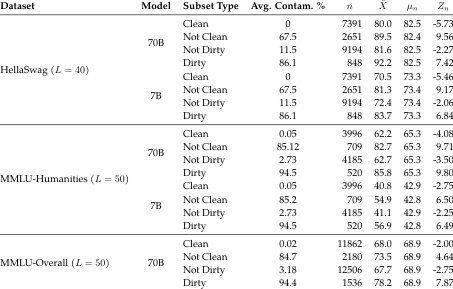 Dataset Model Subset Type Avg. Contam. % n X̄ μn Zn
Clean 0 7391 80.0 82.5 -5.73
70B Not Clean 67.5 2651 89.5 82.4 9.56
Not Dirty 11.5 9194 81.6 82.5 -2.27
Dirty 86.1 848 92.2 82.5 7.42
HellaSwag (L = 40)
Clean 0 7391 70.5 73.3 -5.46
7B Not Clean 67.5 2651 81.3 73.4 9.17
Not Dirty 11.5 9194 72.4 73.4 -2.06
Dirty 86.1 848 83.7 73.3 6.84
Clean 0.05 3996 62.2 65.3 -4.08
70B Not Clean 85.12 709 82.7 65.3 9.71
Not Dirty 2.73 4185 62.7 65.3 -3.50
Dirty 94.5 520 85.8 65.3 9.80
MMLU-Humanities (L = 50)
Clean 0.05 3996 40.8 42.9 -2.75
7B Not Clean 85.2 709 54.9 42.8 6.50
Not Dirty 2.73 4185 41.1 42.9 -2.25
Dirty 94.5 520 56.9 42.8 6.49
Clean 0.02 11862 68.0 68.9 -2.00
MMLU-Overall (L = 50) 70B Not Clean 84.7 2180 73.5 68.9 4.64
Not Dirty 3.18 12506 67.7 68.9 -2.75
Dirty 94.4 1536 78.2 68.9 7.87